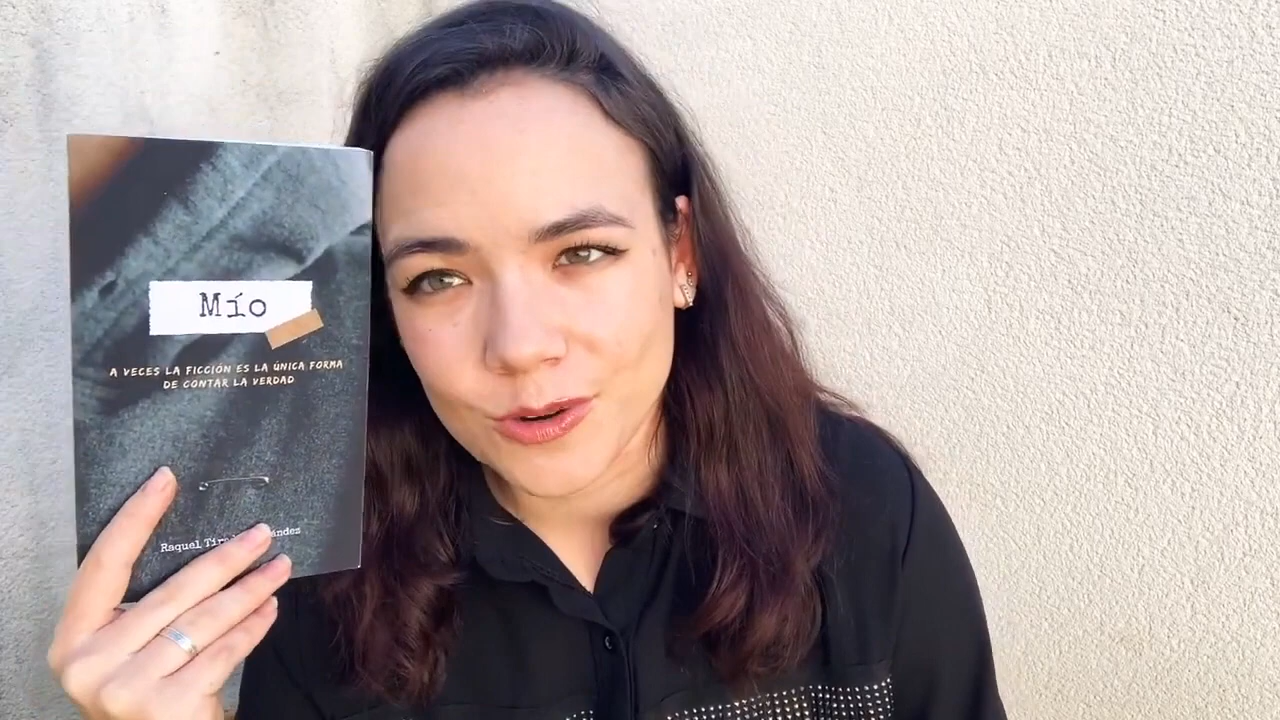 Mío
A VECES LA FICCIÓN ES LA ÚNICA FORMA
DE CONTAR LA VERDAD
Raquel